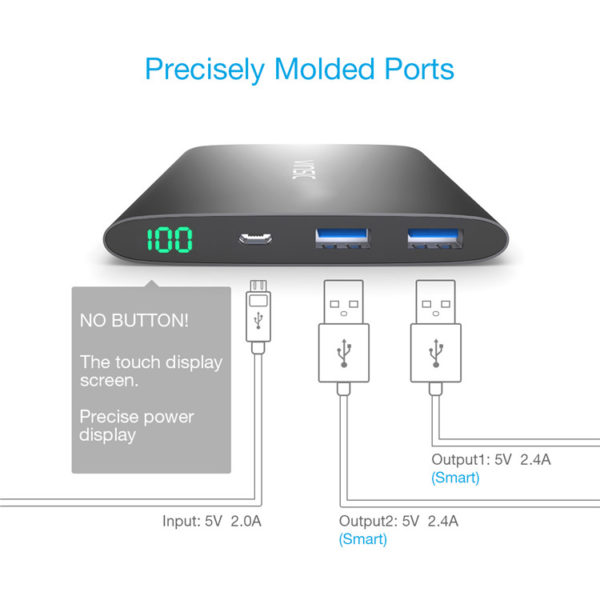 Precisely Molded Ports
VINSIC
100
NO BUTTON!
The touch display
screen.
Precise power
display
Output1: 5V 2.4A
(Smart)
Input: 5V 2.0A
Output2: 5V 2.4A
(Smart)